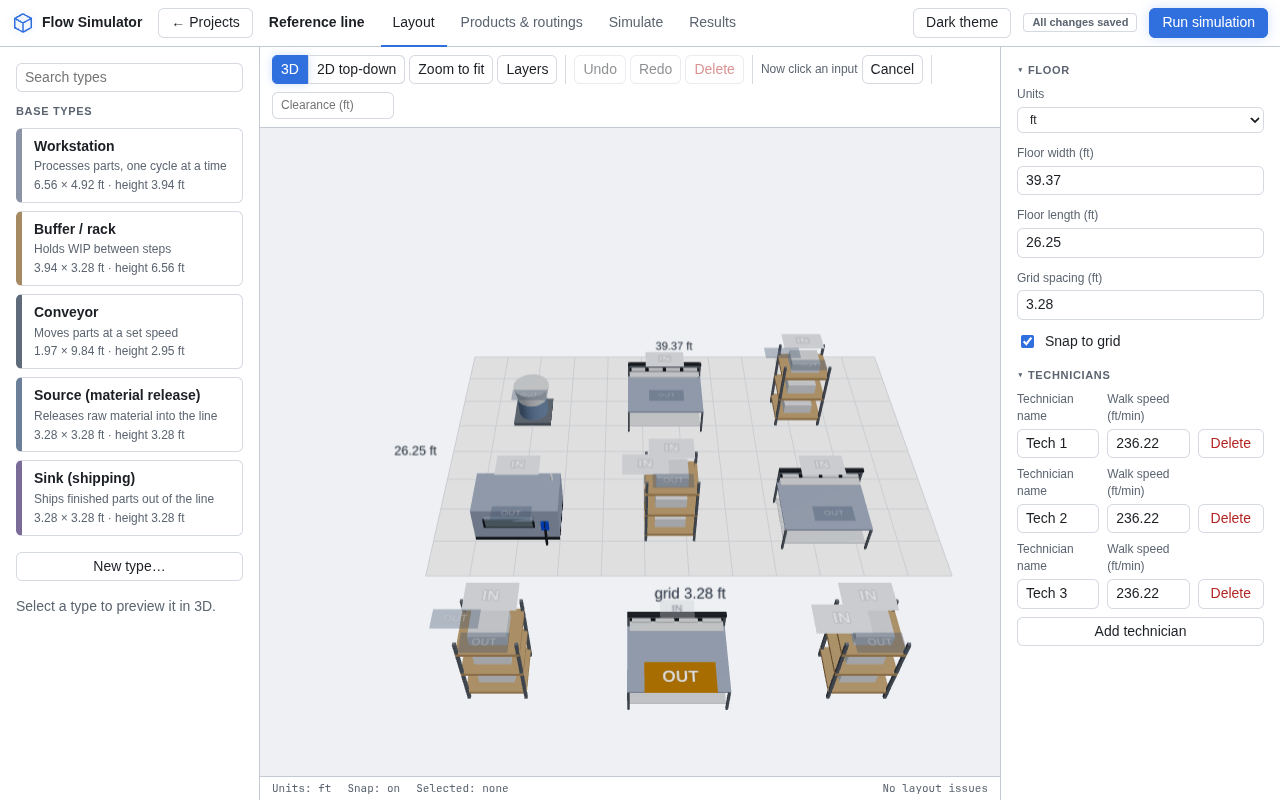 Flow Simulator
← Projects
Reference line
Layout
Products & routings
Simulate
Results
Dark theme
All changes saved
Run simulation
Search types
BASE TYPES
Workstation
Processes parts, one cycle at a time
6.56 × 4.92 ft · height 3.94 ft
Buffer / rack
Holds WIP between steps
3.94 × 3.28 ft · height 6.56 ft
Conveyor
Moves parts at a set speed
1.97 × 9.84 ft · height 2.95 ft
Source (material release)
Releases raw material into the line
3.28 × 3.28 ft · height 3.28 ft
Sink (shipping)
Ships finished parts out of the line
3.28 × 3.28 ft · height 3.28 ft
New type…
Select a type to preview it in 3D.
3D
2D top-down
Zoom to fit
Layers
Undo
Redo
Delete
Now click an input
Cancel
Clearance (ft)
39.37 ft
IN
IN
OUT
26.25 ft
IN
IN
IN
IN
OUT
OUT
grid 3.28 ft
IN
IN
IN
IN
OUT
OUT
OUT
OUT
Units: ft
Snap: on
Selected: none
No layout issues
▾ FLOOR
Units
ft
Floor width (ft)
39.37
Floor length (ft)
26.25
Grid spacing (ft)
3.28
Snap to grid
▾ TECHNICIANS
Technician name
Walk speed (ft/min)
Tech 1
236.22
Delete
Technician name
Walk speed (ft/min)
Tech 2
236.22
Delete
Technician name
Walk speed (ft/min)
Tech 3
236.22
Delete
Add technician